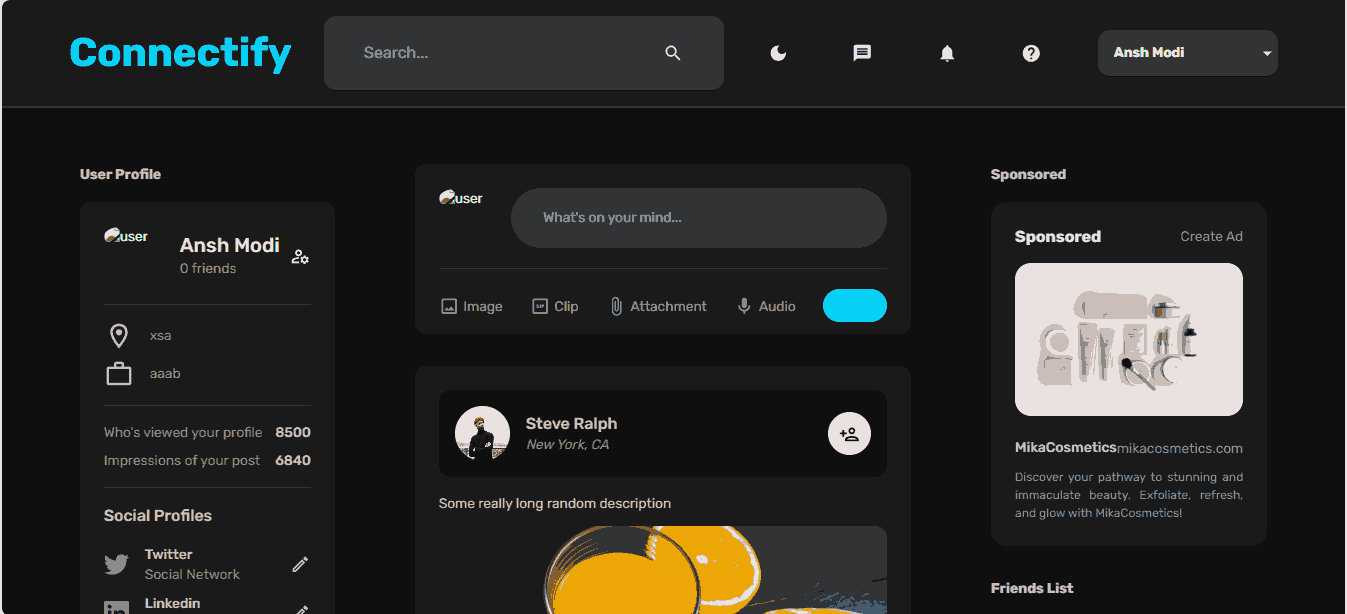 Connectify
Search...
Ansh Modi
User Profile
user
Ansh Modi
0 friends
xsa
aaab
Who's viewed your profile 8500
Impressions of your post 6840
Social Profiles
Twitter
Social Network
Linkedin
user
What's on your mind...
Image
GIF
Clip
Attachment
Audio
Steve Ralph
New York, CA
Some really long random description
Sponsored
Sponsored
Create Ad
MikaCosmetics
mikacosmetics.com
Discover your pathway to stunning and
immaculate beauty. Exfoliate, refresh,
and glow with MikaCosmetics!
Friends List